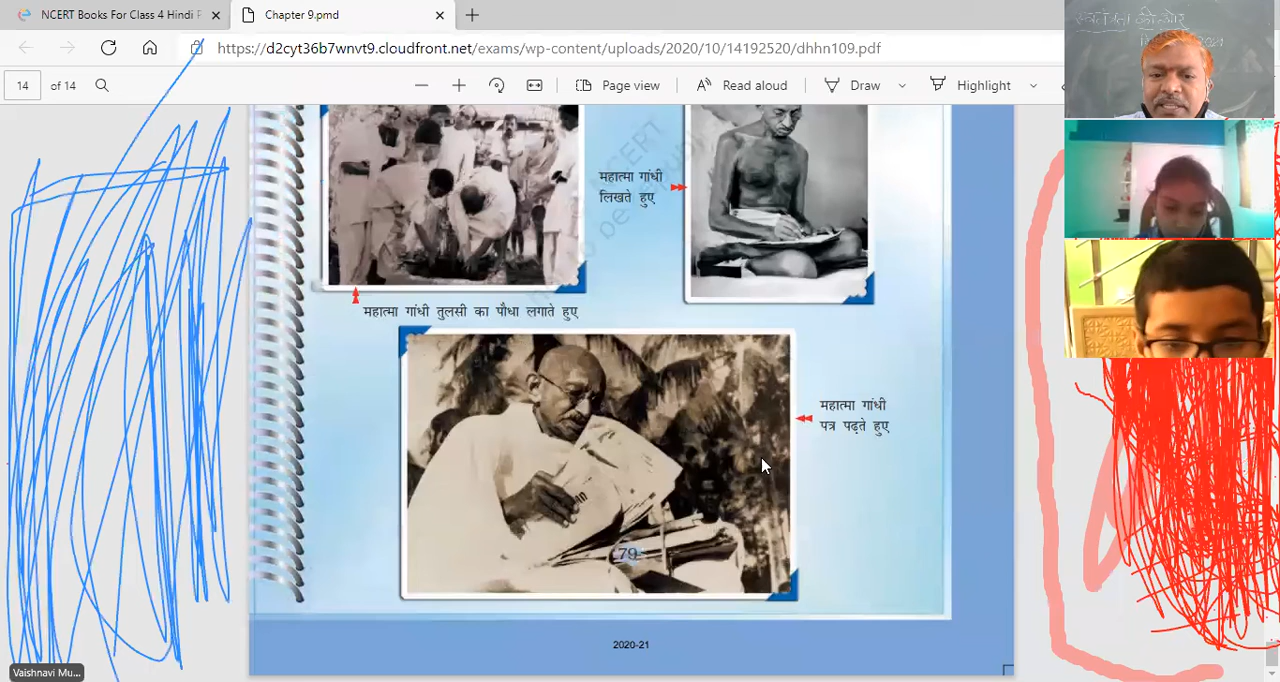 NCERT Books For Class 4 Hindi F
Chapter 9.pmd
https://d2cyt36b7wnvt9.cloudfront.net/exams/wp-content/uploads/2020/10/14192520/dhhn109.pdf
14 of 14
Page view
Read aloud
Draw
Highlight
महात्मा गांधी
लिखते हुए
महात्मा गांधी तुलसी का पौधा लगाते हुए
महात्मा गांधी
पत्र पढ़ते हुए
79
2020-21
Vaishnavi Mu...